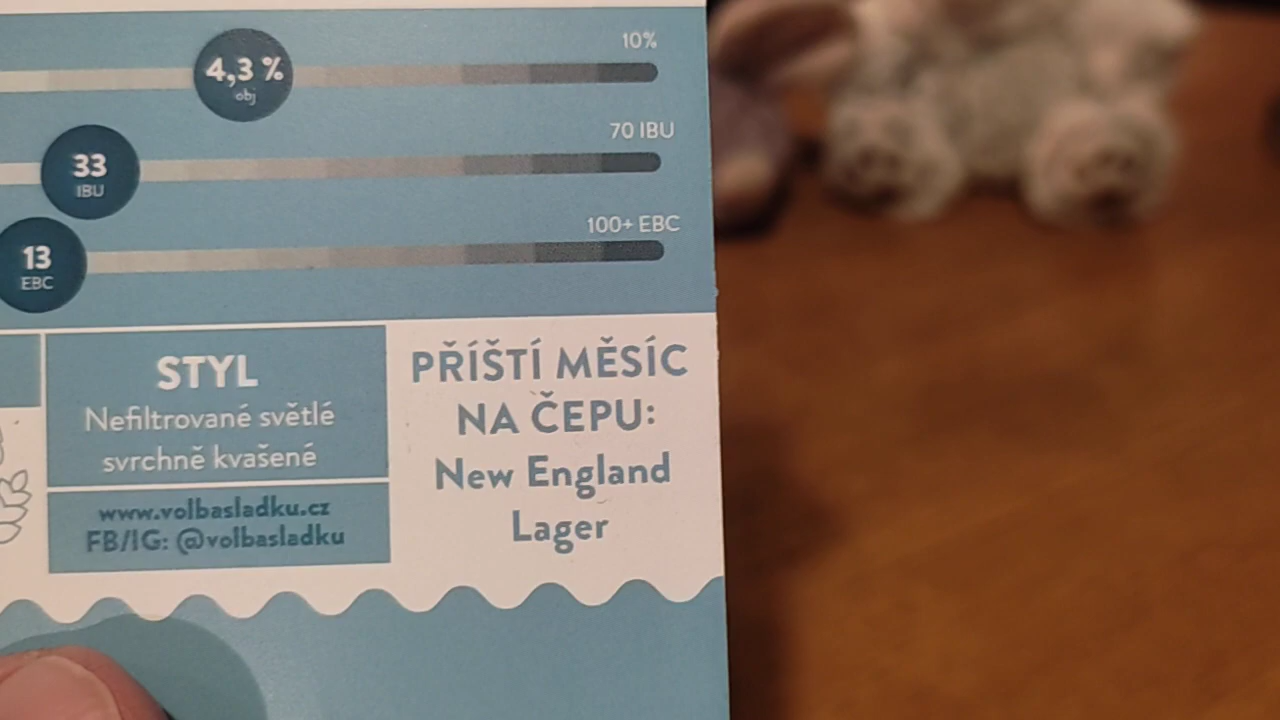 10%
4,3 %
obj
70 IBU
33
IBU
100+ EBC
13
EBC
STYL
Nefiltrované světlé
svrchně kvašené
www.volbasladku.cz
FB/IG: @volbasladku
PŘÍŠTÍ MĚSÍC
NA ČEPU:
New England
Lager